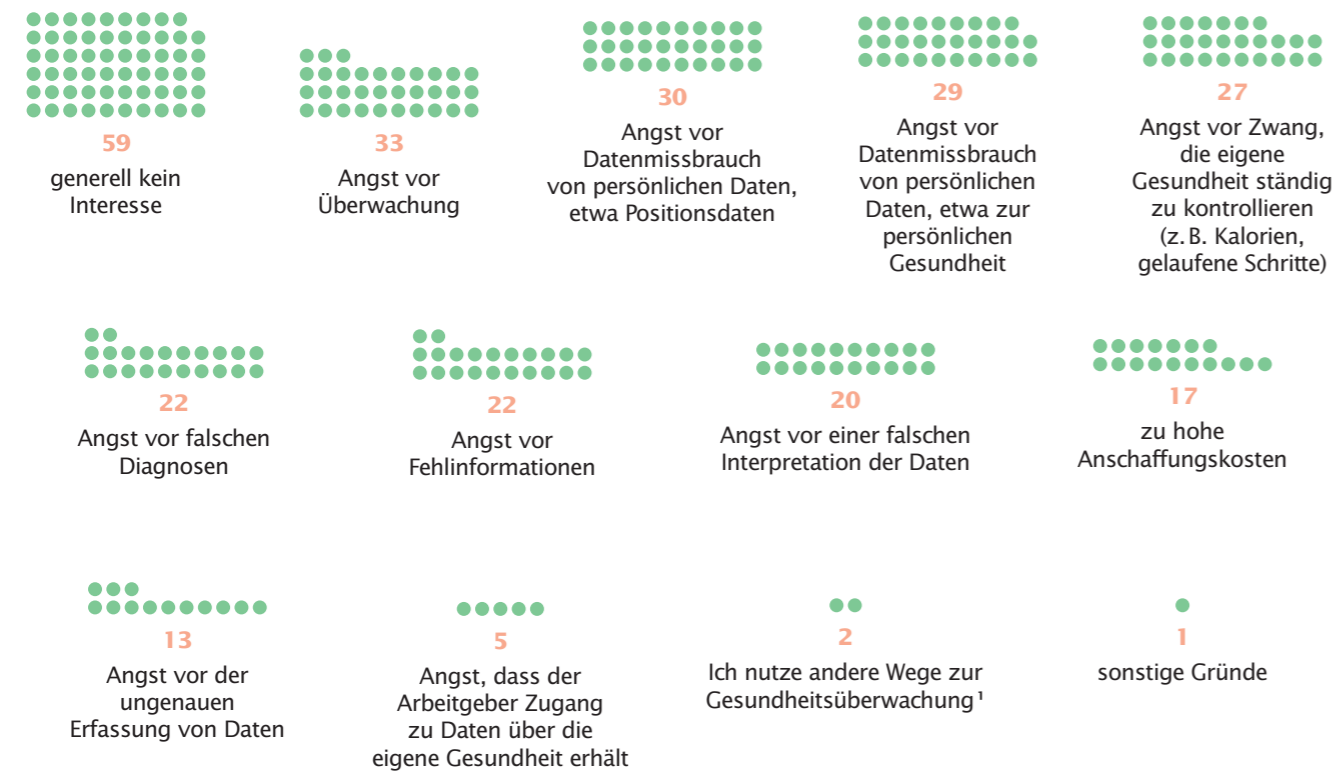 59
generell kein
Interesse
33
Angst vor
Überwachung
30
Angst vor
Datenmissbrauch
von persönlichen Daten,
etwa Positionsdaten
29
Angst vor
Datenmissbrauch
von persönlichen
Daten, etwa zur
persönlichen
Gesundheit
27
Angst vor Zwang,
die eigene
Gesundheit ständig
zu kontrollieren
(z. B. Kalorien,
gelaufene Schritte)
22
Angst vor falschen
Diagnosen
22
Angst vor
Fehlinformationen
20
Angst vor einer falschen
Interpretation der Daten
17
zu hohe
Anschaffungskosten
13
Angst vor der
ungenauen
Erfassung von Daten
5
Angst, dass der
Arbeitgeber Zugang
zu Daten über die
eigene Gesundheit erhält
2
Ich nutze andere Wege zur
Gesundheitsüberwachung¹
1
sonstige Gründe